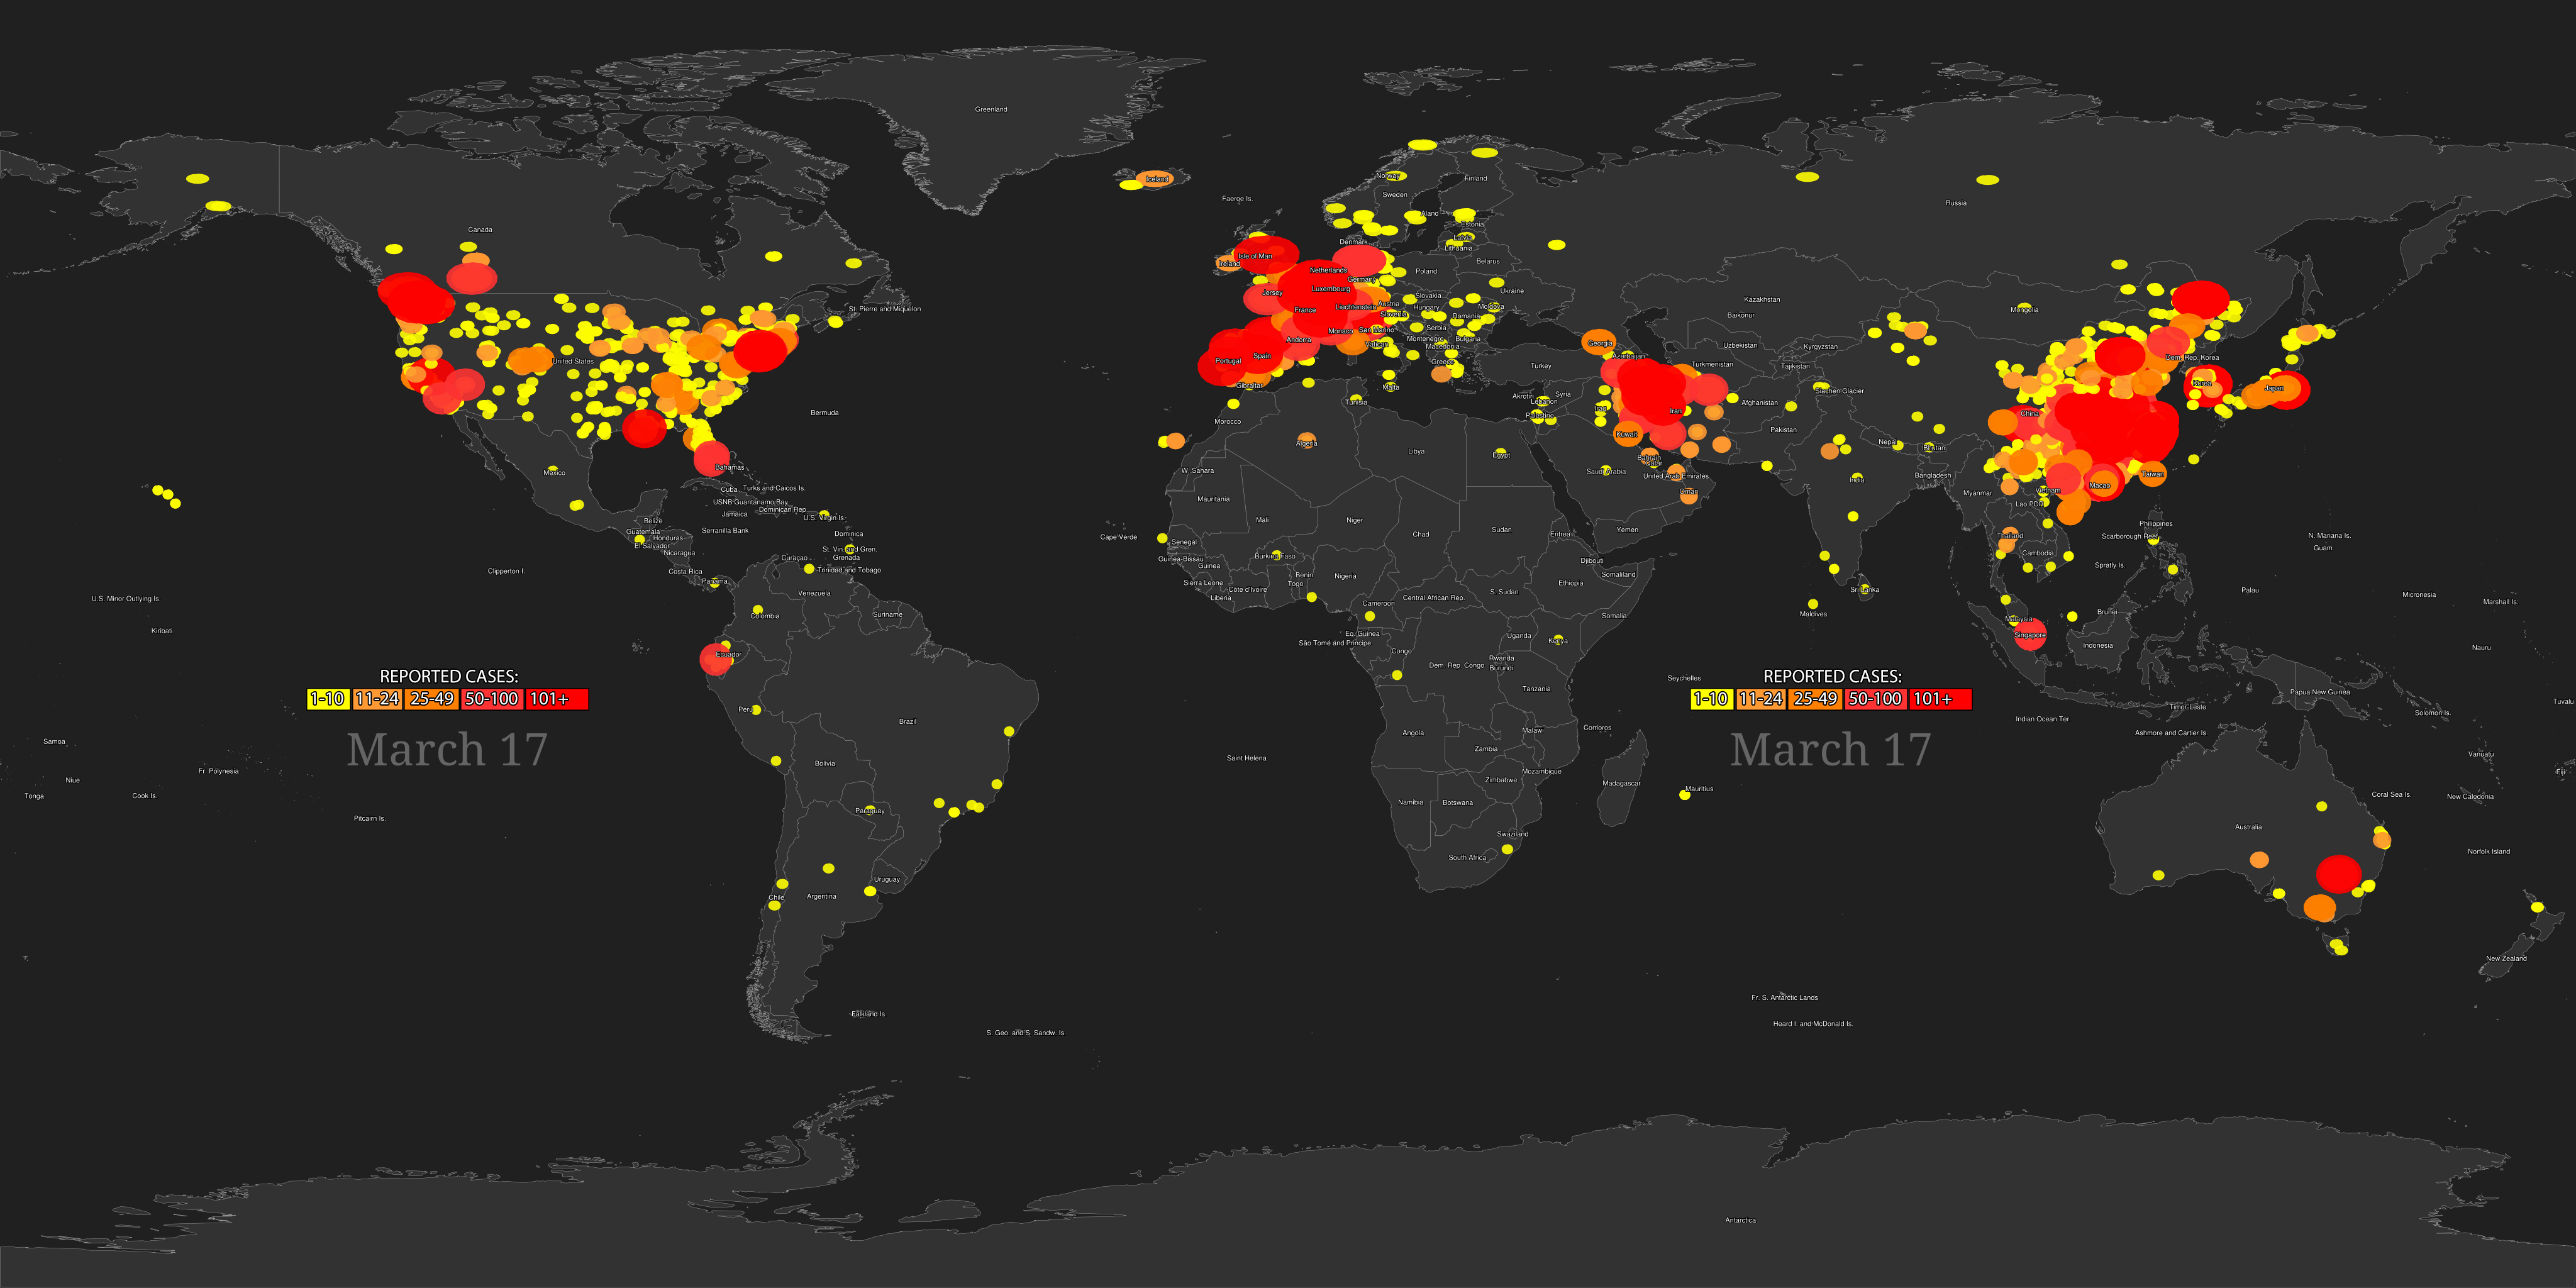 Greenland
Iceland
Faeroe Is.
Norway
Sweden
Finland
Aland
Estonia
Latvia
Lithuania
Denmark
Russia
Canada
Isle of Man
Ireland
Netherlands
Germany
Poland
Belarus
Jersey
Luxembourg
Liechtenstein
Austria
Slovakia
Hungary
Ukraine
Moldova
France
Slovenia
Romania
Monaco
San Marino
Serbia
Andorra
Vatican
Montenegro
Bulgaria
Macedonia
Portugal
Spain
Greece
Gibraltar
Malta
Turkey
Georgia
Azerbaijan
Kazakhstan
Baikonur
Uzbekistan
Kyrgyzstan
Turkmenistan
Tajikistan
Siachen Glacier
Mongolia
Dem. Rep. Korea
Korea
Japan
China
St. Pierre and Miquelon
United States
Bermuda
Morocco
Tunisia
Akrotiri
Lebanon
Syria
Palestine
Iraq
Iran
Afghanistan
Kuwait
Pakistan
Nepal
Bhutan
Mexico
Bahamas
Cuba
Turks and Caicos Is.
USNB Guantanamo Bay
Dominican Rep.
Jamaica
U.S. Virgin Is.
Belize
Guatemala
Honduras
El Salvador
Nicaragua
Serranilla Bank
Dominica
St. Vin. and Gren.
Grenada
Curaçao
Trinidad and Tobago
Costa Rica
Panama
Clipperton I.
Algeria
Libya
Egypt
W. Sahara
Mauritania
Mali
Niger
Chad
Sudan
Eritrea
Cape Verde
Senegal
Guinea-Bissau
Guinea
Sierra Leone
Liberia
Côte d'Ivoire
Burkina Faso
Benin
Togo
Nigeria
Cameroon
Central African Rep.
S. Sudan
Ethiopia
Djibouti
Somaliland
Somalia
Saudi Arabia
Bahrain
Qatar
United Arab Emirates
Oman
Yemen
India
Bangladesh
Myanmar
Lao PDR
Vietnam
Macao
Taiwan
Thailand
Cambodia
Philippines
Scarborough Reef
Spratly Is.
N. Mariana Is.
Guam
Palau
Micronesia
Marshall Is.
Sri Lanka
Maldives
Malaysia
Brunei
Singapore
Indonesia
Nauru
U.S. Minor Outlying Is.
Kiribati
Venezuela
Colombia
Suriname
Ecuador
Peru
Brazil
Bolivia
Paraguay
Uruguay
Argentina
Chile
Eq. Guinea
São Tomé and Principe
Congo
Dem. Rep. Congo
Uganda
Kenya
Rwanda
Burundi
Tanzania
Seychelles
Angola
Zambia
Malawi
Mozambique
Zimbabwe
Comoros
Madagascar
Mauritius
Namibia
Botswana
Swaziland
South Africa
Saint Helena
REPORTED CASES:
1-10 11-24 25-49 50-100 101+
March 17
REPORTED CASES:
1-10 11-24 25-49 50-100 101+
March 17
Samoa
Niue
Tonga
Cook Is.
Fr. Polynesia
Pitcairn Is.
Indian Ocean Ter.
Timor-Leste
Ashmore and Cartier Is.
Papua New Guinea
Solomon Is.
Tuvalu
Vanuatu
Fiji
Coral Sea Is.
New Caledonia
Australia
Norfolk Island
New Zealand
Falkland Is.
S. Geo. and S. Sandw. Is.
Fr. S. Antarctic Lands
Heard I. and McDonald Is.
Antarctica